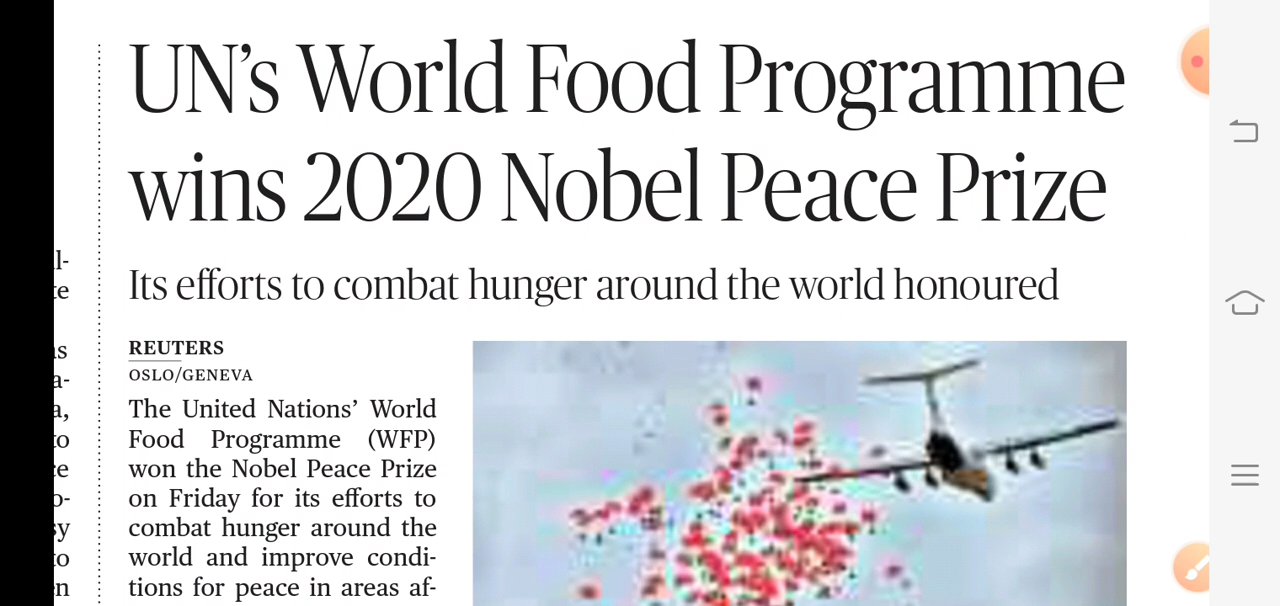 UN's World Food Programme
wins 2020 Nobel Peace Prize
Its efforts to combat hunger around the world honoured
REUTERS
OSLO/GENEVA
The United Nations' World
Food Programme (WFP)
won the Nobel Peace Prize
on Friday for its efforts to
combat hunger around the
world and improve condi-
tions for peace in areas af-